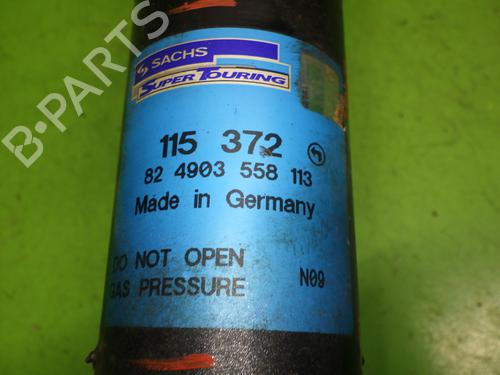 SACHS
SUPER TOURING
115 372
82 4903 558 113
Made in Germany
DO NOT OPEN
GAS PRESSURE
N09
B-PARTS